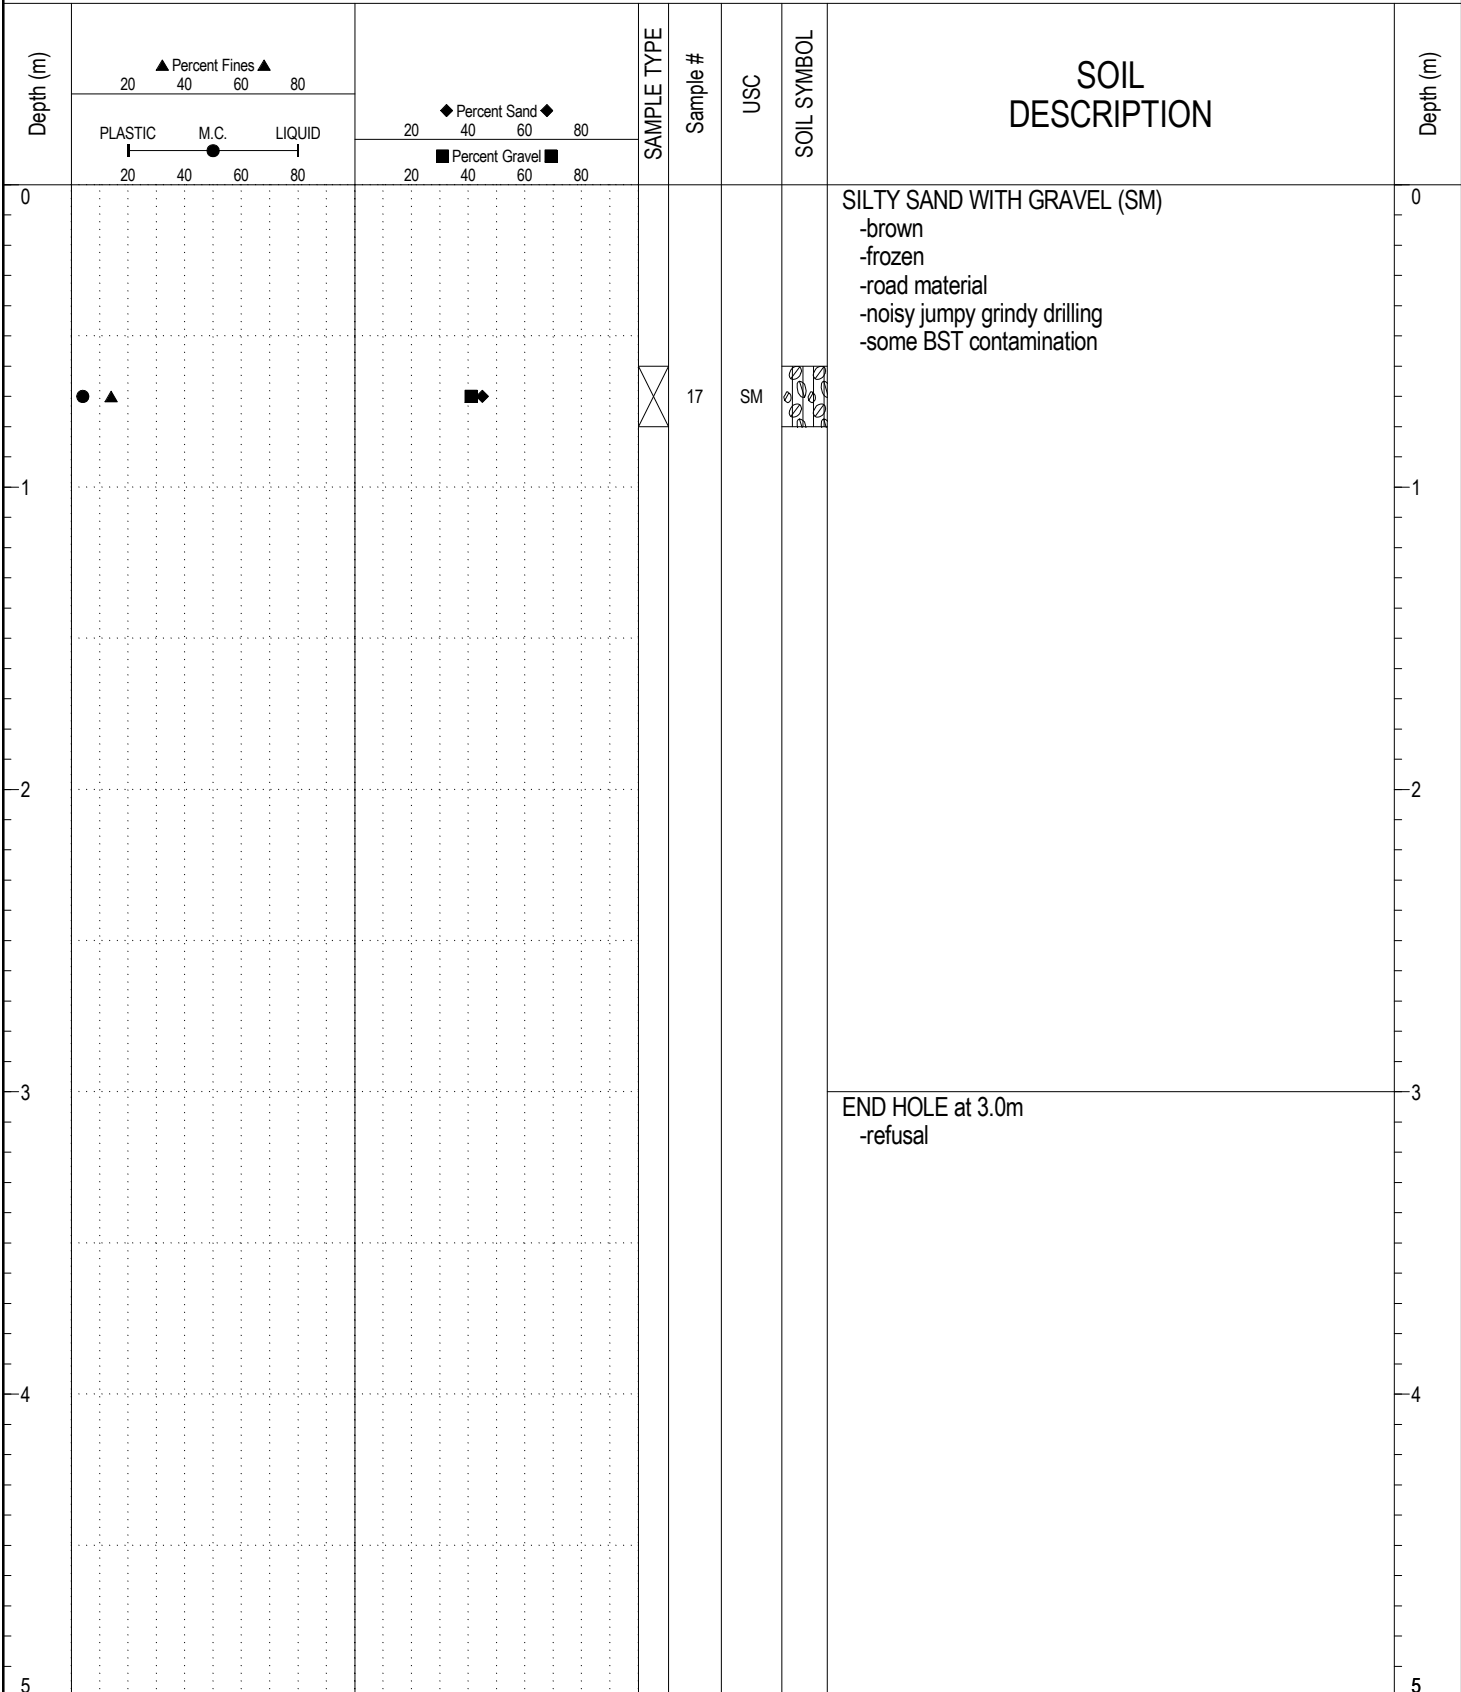 Depth (m)
▲ Percent Fines ▲
20 40 60 80
PLASTIC M.C. LIQUID
20 40 60 80
◆ Percent Sand ◆
20 40 60 80
■ Percent Gravel ■
20 40 60 80
SAMPLE TYPE
Sample #
USC
SOIL SYMBOL
SOIL
DESCRIPTION
Depth (m)
0 SILTY SAND WITH GRAVEL (SM) 0
-brown
-frozen
-road material
-noisy jumpy grindy drilling
-some BST contamination
17 SM
1 1
2 2
3 3
END HOLE at 3.0m
-refusal
4 4
5 5